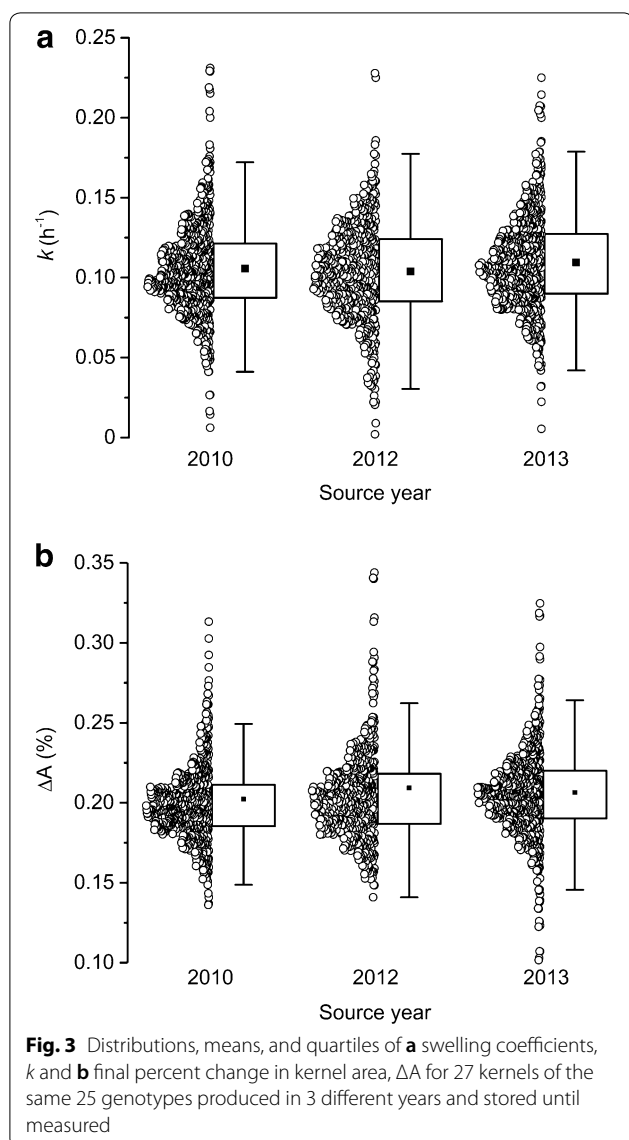 a
0.25
0.20
0.15
0.10
0.05
0
k (h⁻¹)
2010 2012 2013
Source year
b
0.35
0.30
0.25
0.20
0.15
0.10
ΔA (%)
2010 2012 2013
Source year
Fig. 3 Distributions, means, and quartiles of a swelling coefficients,
k and b final percent change in kernel area, ΔA for 27 kernels of the
same 25 genotypes produced in 3 different years and stored until
measured